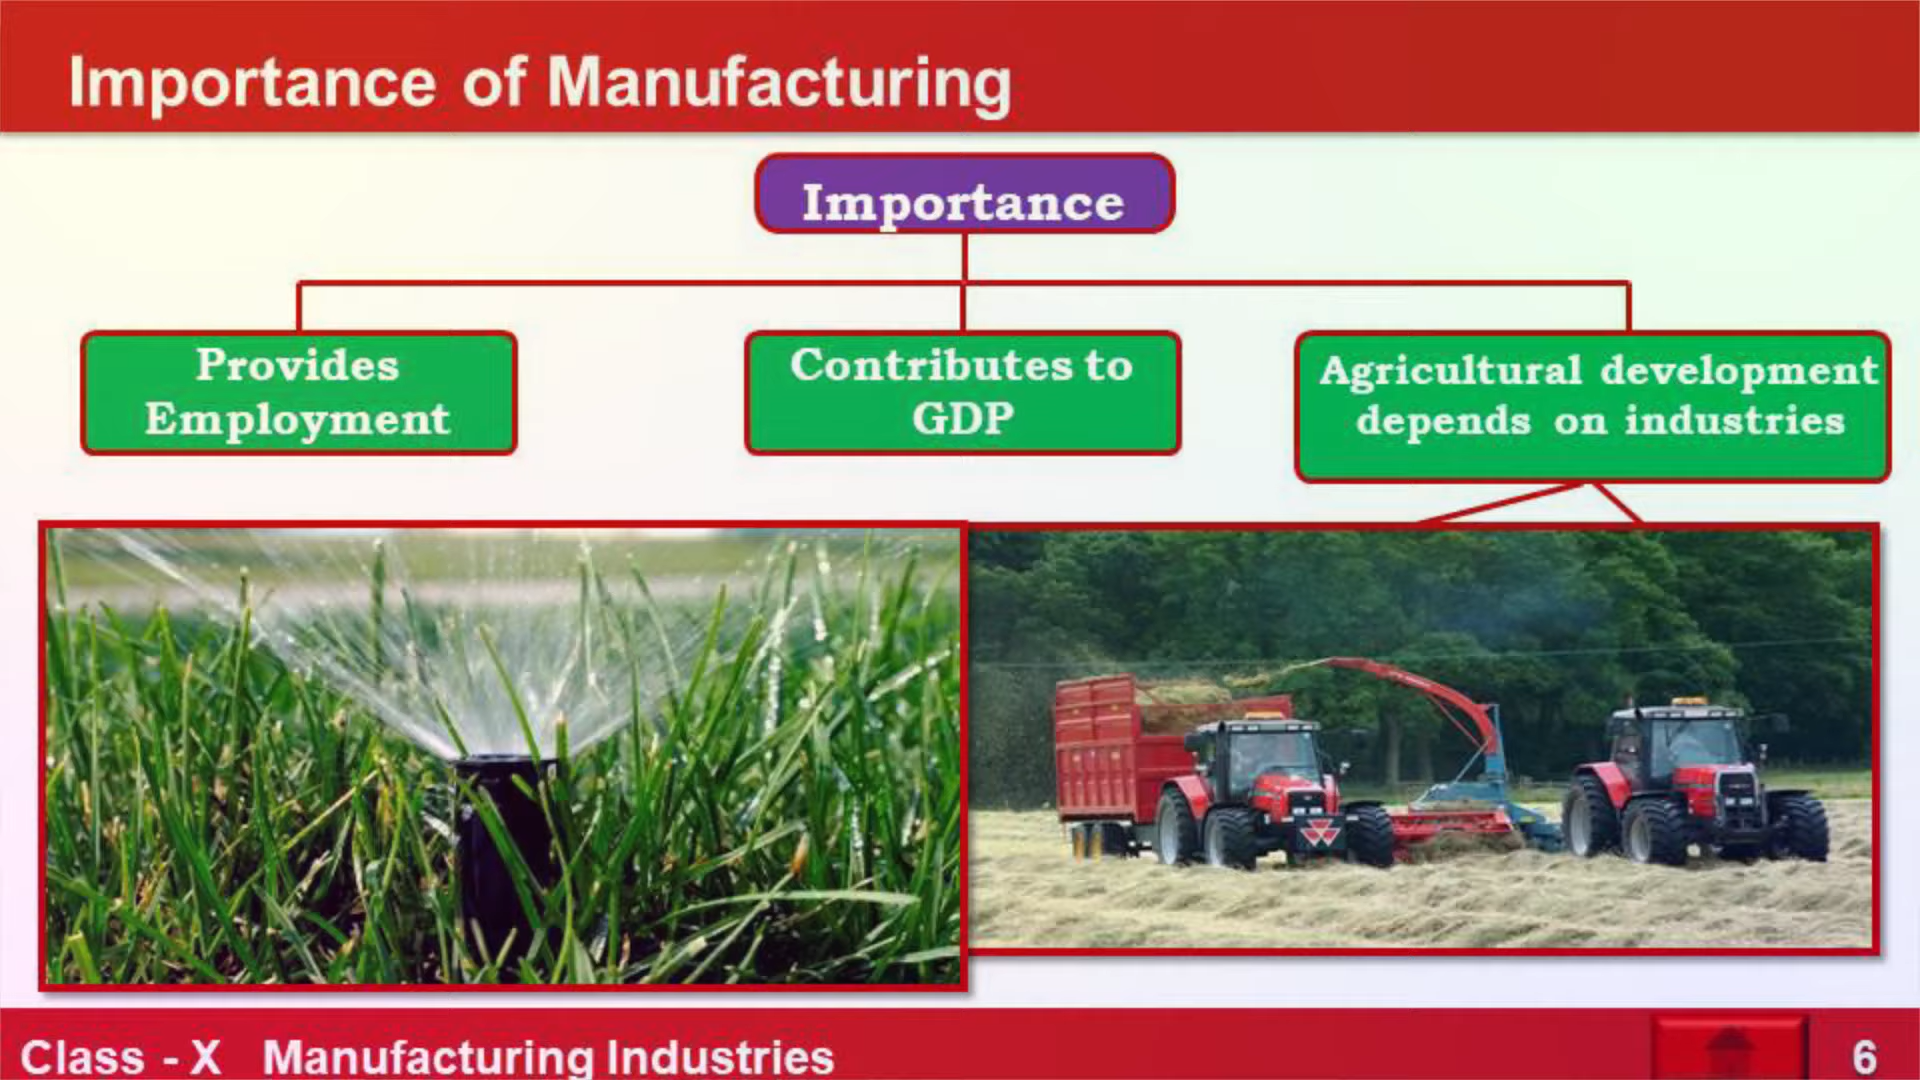 Importance of Manufacturing
Importance
Provides
Employment
Contributes to
GDP
Agricultural development
depends on industries
Class - X Manufacturing Industries
6